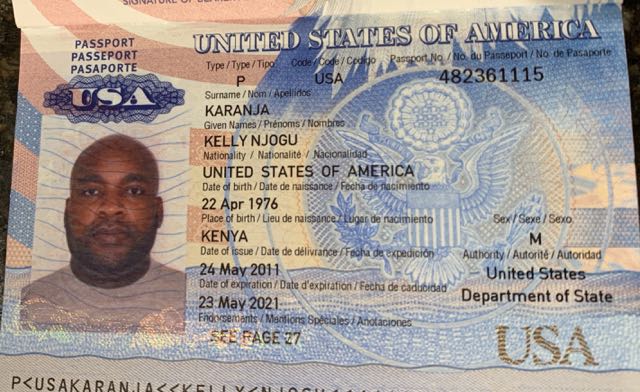 SIGNATURE OF BEARER
PASSPORT
PASSEPORT
PASAPORTE
USA
UNITED STATES OF AMERICA
Type / Type / Tipo
Code / Code / Codigo
Passport No. / No. du Passeport / No. de Pasaporte
P
USA
482361115
Surname / Nom / Apellidos
KARANJA
Given Names / Prénoms / Nombres
KELLY NJOGU
Nationality / Nationalité / Nacionalidad
UNITED STATES OF AMERICA
Date of birth / Date de naissance / Fecha de nacimiento
22 Apr 1976
Place of birth / Lieu de naissance / Lugar de nacimiento
Sex / Sexe / Sexo
KENYA
M
Date of issue / Date de délivrance / Fecha de expedición
Authority / Autorité / Autoridad
24 May 2011
United States
Date of expiration / Date d'expiration / Fecha de caducidad
Department of State
23 May 2021
Endorsements / Mentions Spéciales / Anotaciones
SEE PAGE 27
USA
P<USAKARANJA<<KELLY<NJOGU